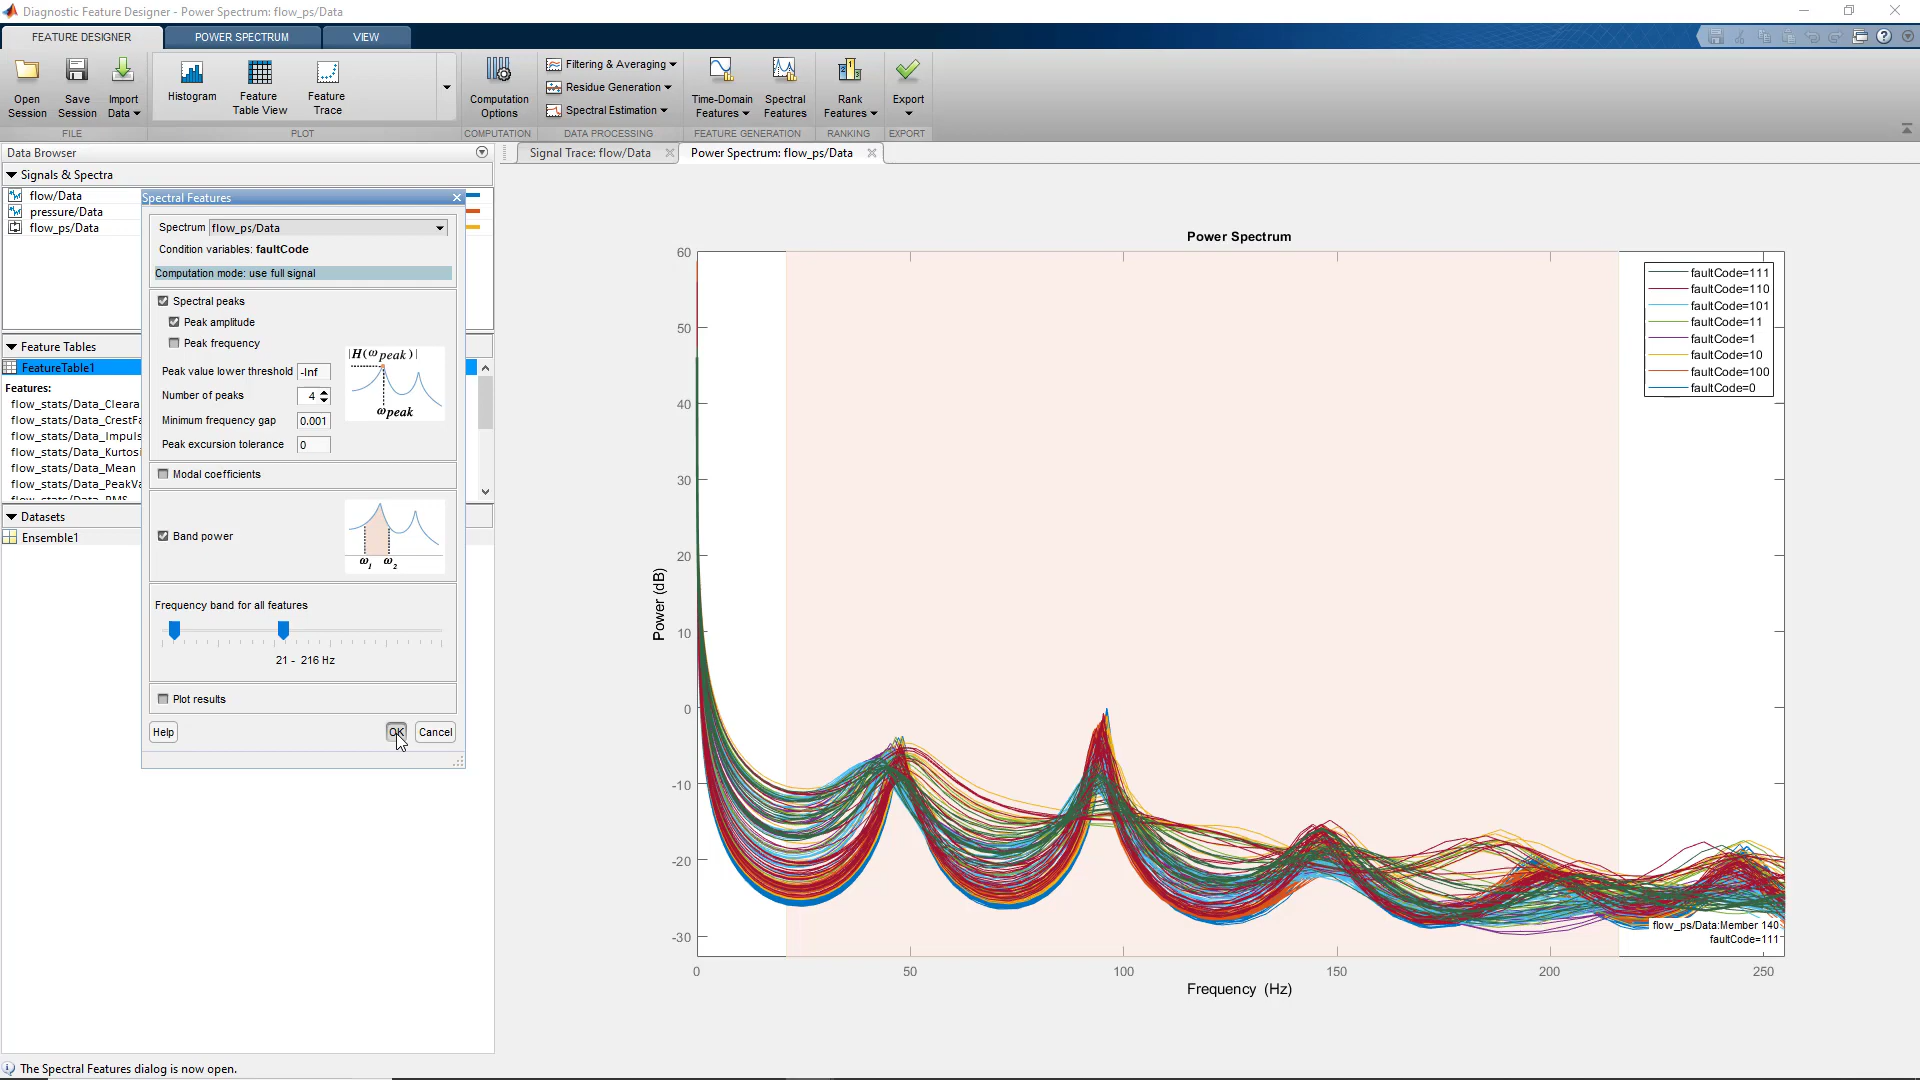 Diagnostic Feature Designer - Power Spectrum: flow_ps/Data
FEATURE DESIGNER
POWER SPECTRUM
VIEW
Open
Session
Save
Session
Import
Data
Histogram
Feature
Table View
Feature
Trace
Computation
Options
Filtering & Averaging
Residue Generation
Spectral Estimation
Time-Domain
Features
Spectral
Features
Rank
Features
Export
FILE
PLOT
COMPUTATION
DATA PROCESSING
FEATURE GENERATION
RANKING
EXPORT
Data Browser
Signals & Spectra
flow/Data
pressure/Data
flow_ps/Data
Feature Tables
FeatureTable1
Features:
flow_stats/Data_Cleara
flow_stats/Data_CrestFa
flow_stats/Data_Impuls
flow_stats/Data_Kurtosi
flow_stats/Data_Mean
flow_stats/Data_PeakVa
flow_stats/Data_RMS
Datasets
Ensemble1
Spectral Features
Spectrum flow_ps/Data
Condition variables: faultCode
Computation mode: use full signal
Spectral peaks
Peak amplitude
Peak frequency
Peak value lower threshold -Inf
Number of peaks 4
Minimum frequency gap 0.001
Peak excursion tolerance 0
|H(ωpeak)|
ωpeak
Modal coefficients
Band power
ω1 ω2
Frequency band for all features
21 - 216 Hz
Plot results
Help
OK
Cancel
Signal Trace: flow/Data
Power Spectrum: flow_ps/Data
Power Spectrum
60
50
40
30
20
10
0
-10
-20
-30
Power (dB)
faultCode=111
faultCode=110
faultCode=101
faultCode=11
faultCode=1
faultCode=10
faultCode=100
faultCode=0
flow_ps/Data:Member 140
faultCode=111
0 50 100 150 200 250
Frequency (Hz)
The Spectral Features dialog is now open.